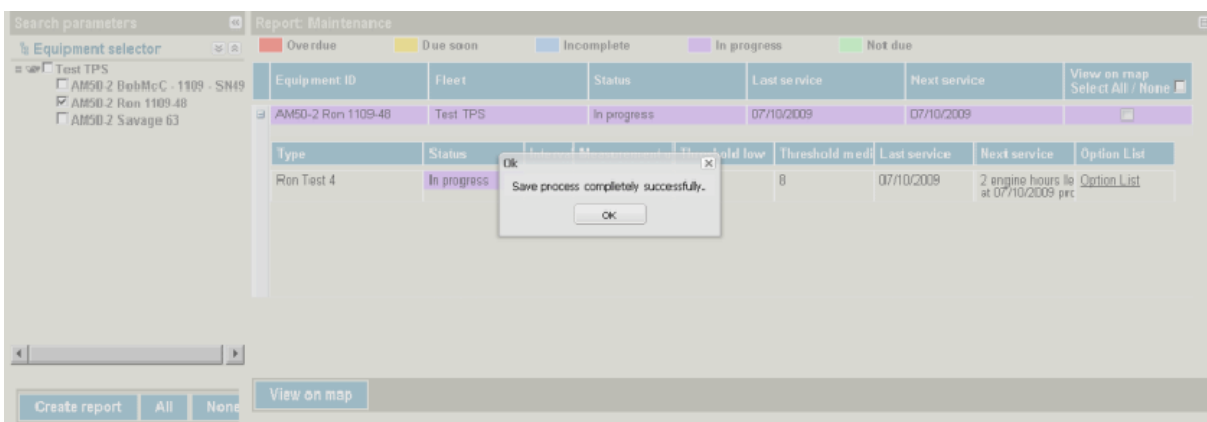 Search parameters
Report: Maintenance
Equipment selector
Overdue Due soon Incomplete In progress Not due
Test TPS
AM50-2 BobMcC - 1109 - SN49
AM50-2 Ron 1109-48
AM50-2 Savage 63
Equipment ID Fleet Status Last service Next service View on map
Select All / None
AM50-2 Ron 1109-48 Test TPS In progress 07/10/2009 07/10/2009
Type Status Threshold low Threshold medi Last service Next service Option List
Ron Test 4 In progress 8 07/10/2009 2 engine hours Option List
at 07/10/2009
Ok
Save process completely successfully.
OK
View on map
Create report All None